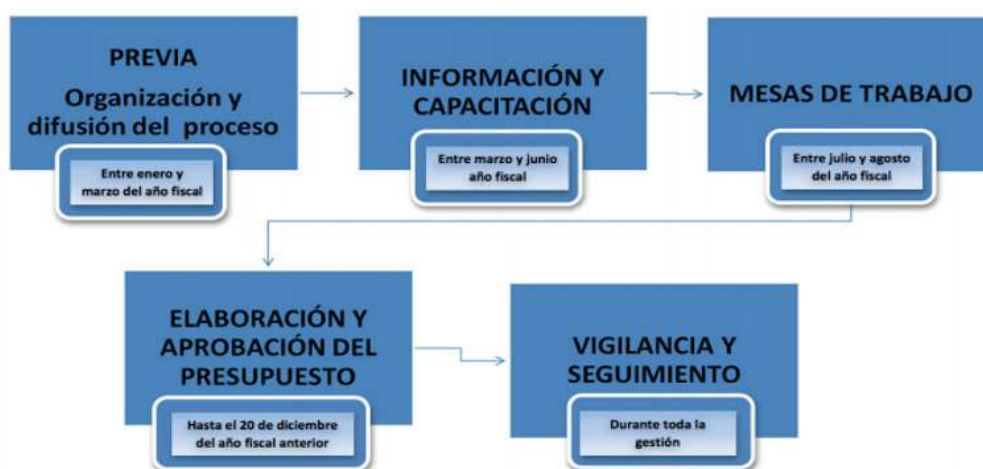 PREVIA
Organización y
difusión del proceso
Entre enero y
marzo del año fiscal
INFORMACIÓN Y
CAPACITACIÓN
Entre marzo y junio
año fiscal
MESAS DE TRABAJO
Entre julio y agosto
del año fiscal
ELABORACIÓN Y
APROBACIÓN DEL
PRESUPUESTO
Hasta el 20 de diciembre
del año fiscal anterior
VIGILANCIA Y
SEGUIMIENTO
Durante toda la
gestión